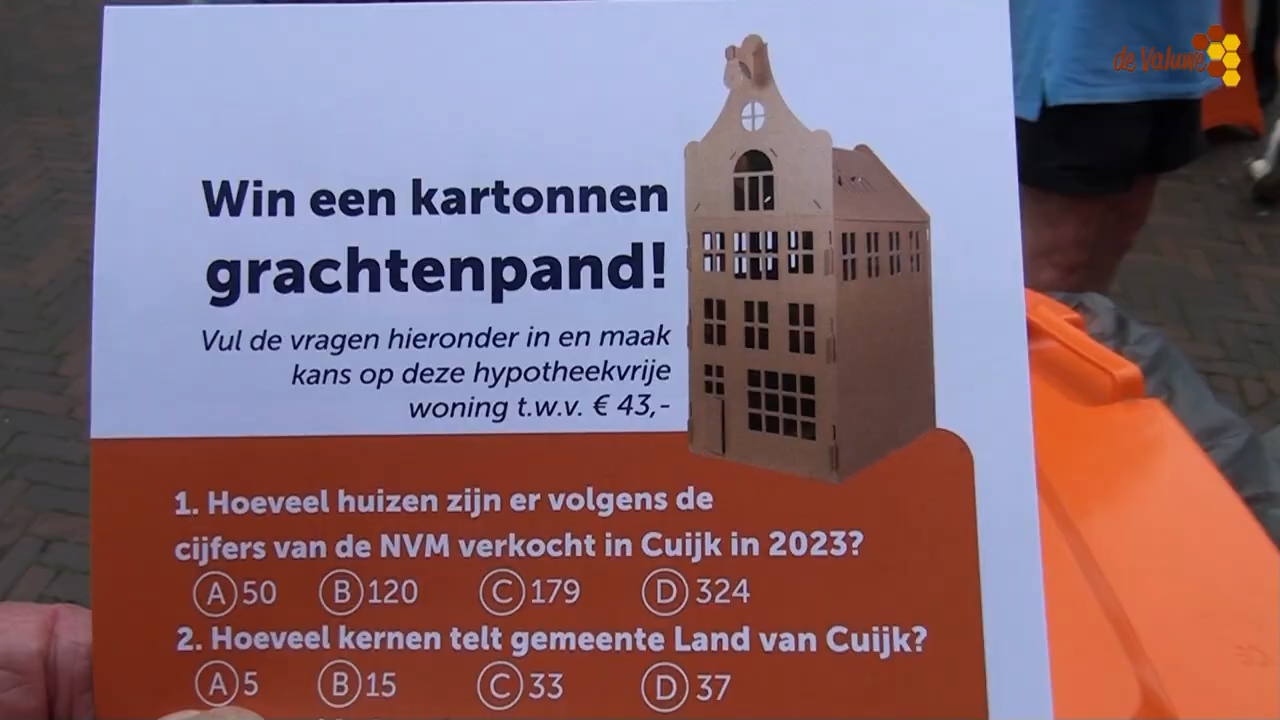 de Valuwe
Win een kartonnen
grachtenpand!
Vul de vragen hieronder in en maak
kans op deze hypotheekvrije
woning t.w.v. € 43,-
1. Hoeveel huizen zijn er volgens de
cijfers van de NVM verkocht in Cuijk in 2023?
A 50 B 120 C 179 D 324
2. Hoeveel kernen telt gemeente Land van Cuijk?
A 5 B 15 C 33 D 37